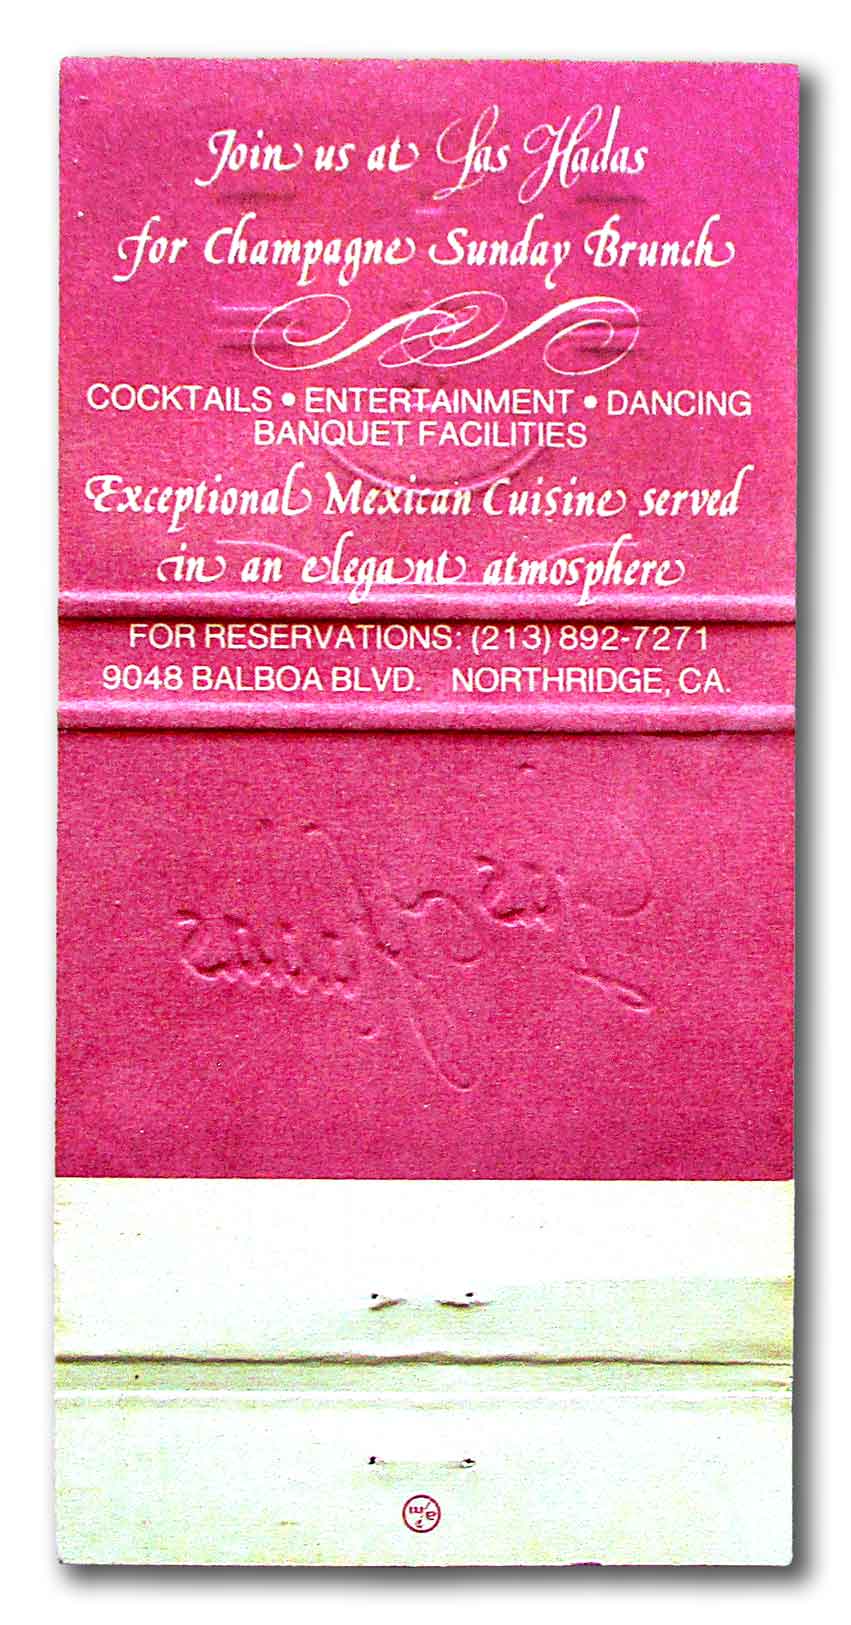 Join us at Las Hadas
for Champagne Sunday Brunch
COCKTAILS • ENTERTAINMENT • DANCING
BANQUET FACILITIES
Exceptional Mexican Cuisine served
in an elegant atmosphere
FOR RESERVATIONS: (213) 892-7271
9048 BALBOA BLVD. NORTHRIDGE, CA.